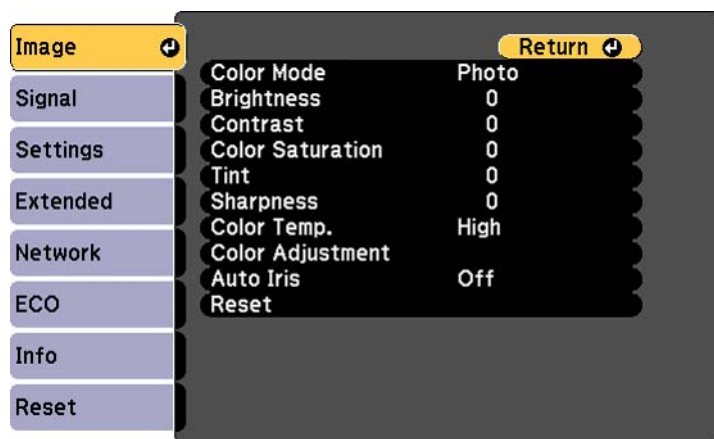 Image
Signal
Settings
Extended
Network
ECO
Info
Reset
Return
Color Mode Photo
Brightness 0
Contrast 0
Color Saturation 0
Tint 0
Sharpness 0
Color Temp. High
Color Adjustment
Auto Iris Off
Reset